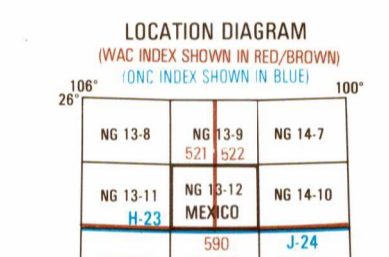 LOCATION DIAGRAM
(WAC INDEX SHOWN IN RED/BROWN)
(ONC INDEX SHOWN IN BLUE)
106° 100°
26°
NG 13-8 NG 13-9 NG 14-7
521 522
NG 13-11 NG 13-12 NG 14-10
H-23 MEXICO
590 J-24